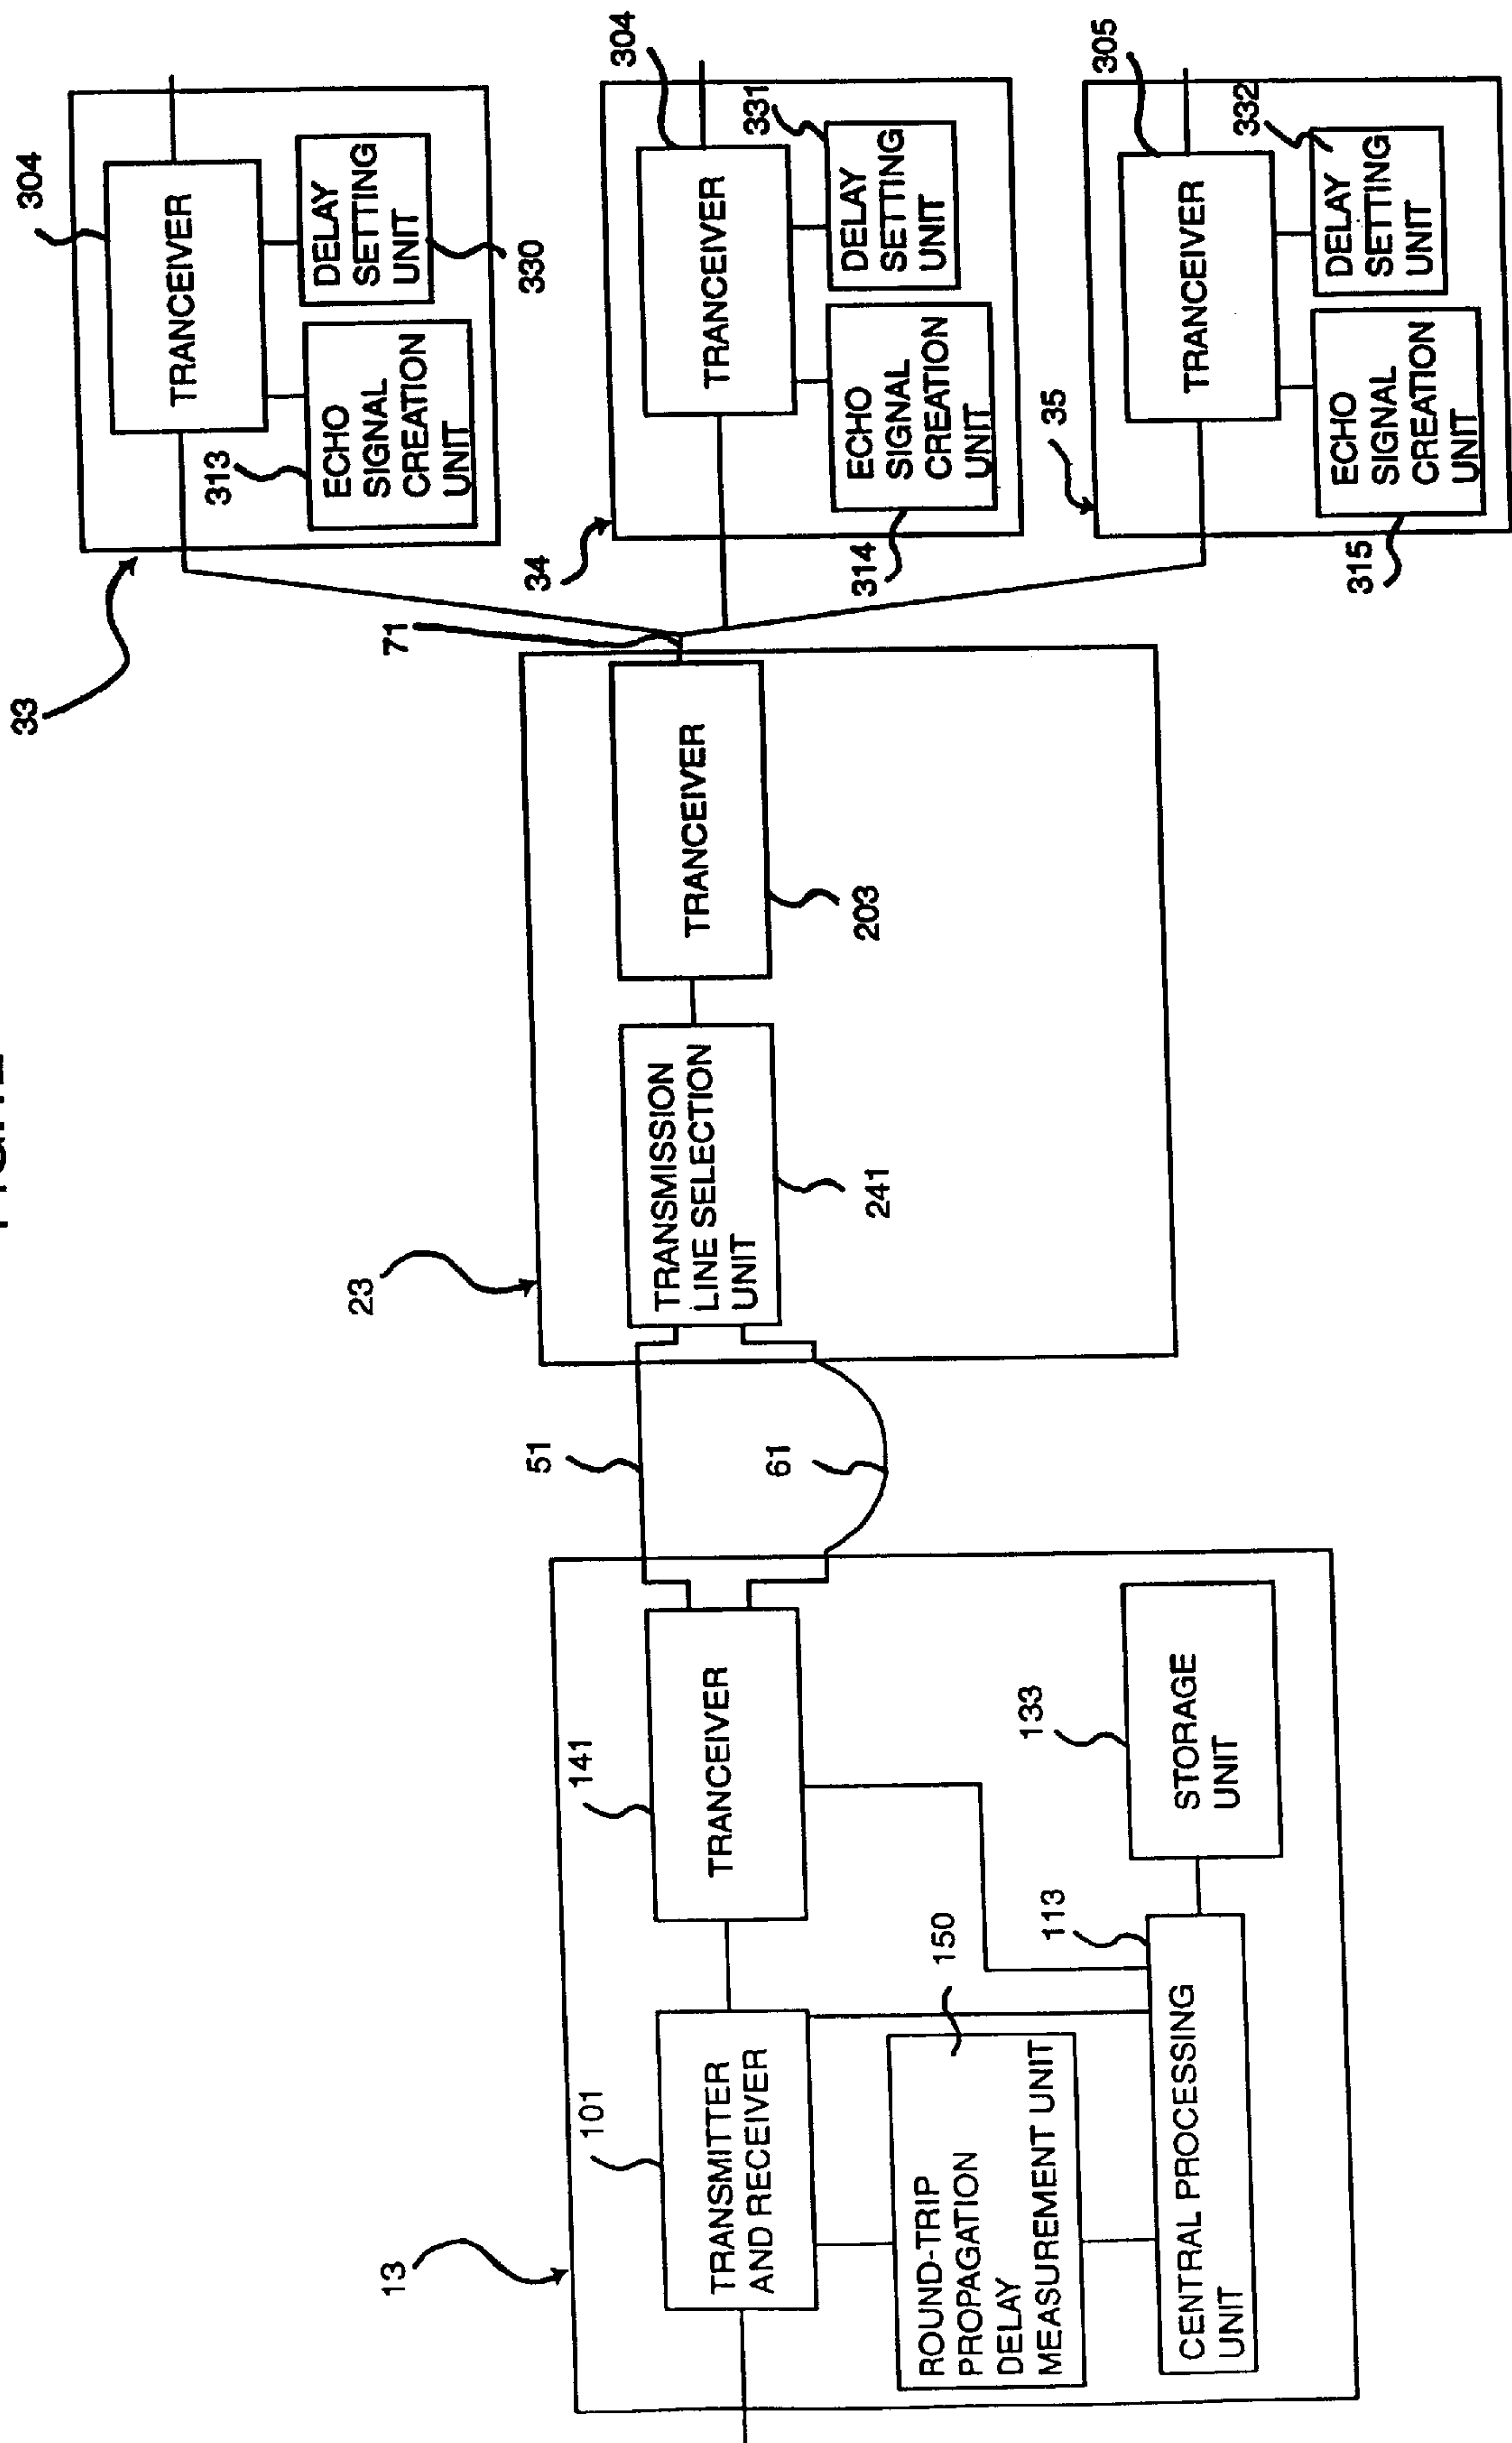 13
101
TRANSMITTER
AND RECEIVER
141
TRANCEIVER
150
ROUND-TRIP
PROPAGATION
DELAY
MEASUREMENT UNIT
113
CENTRAL PROCESSING
UNIT
133
STORAGE
UNIT
51
61
23
TRANSMISSION
LINE SELECTION
UNIT
241
TRANCEIVER
203
71
33
304
TRANCEIVER
313
ECHO
SIGNAL
CREATION
UNIT
DELAY
SETTING
UNIT
330
34
304
TRANCEIVER
314
ECHO
SIGNAL
CREATION
UNIT
331
DELAY
SETTING
UNIT
35
305
TRANCEIVER
315
ECHO
SIGNAL
CREATION
UNIT
332
DELAY
SETTING
UNIT